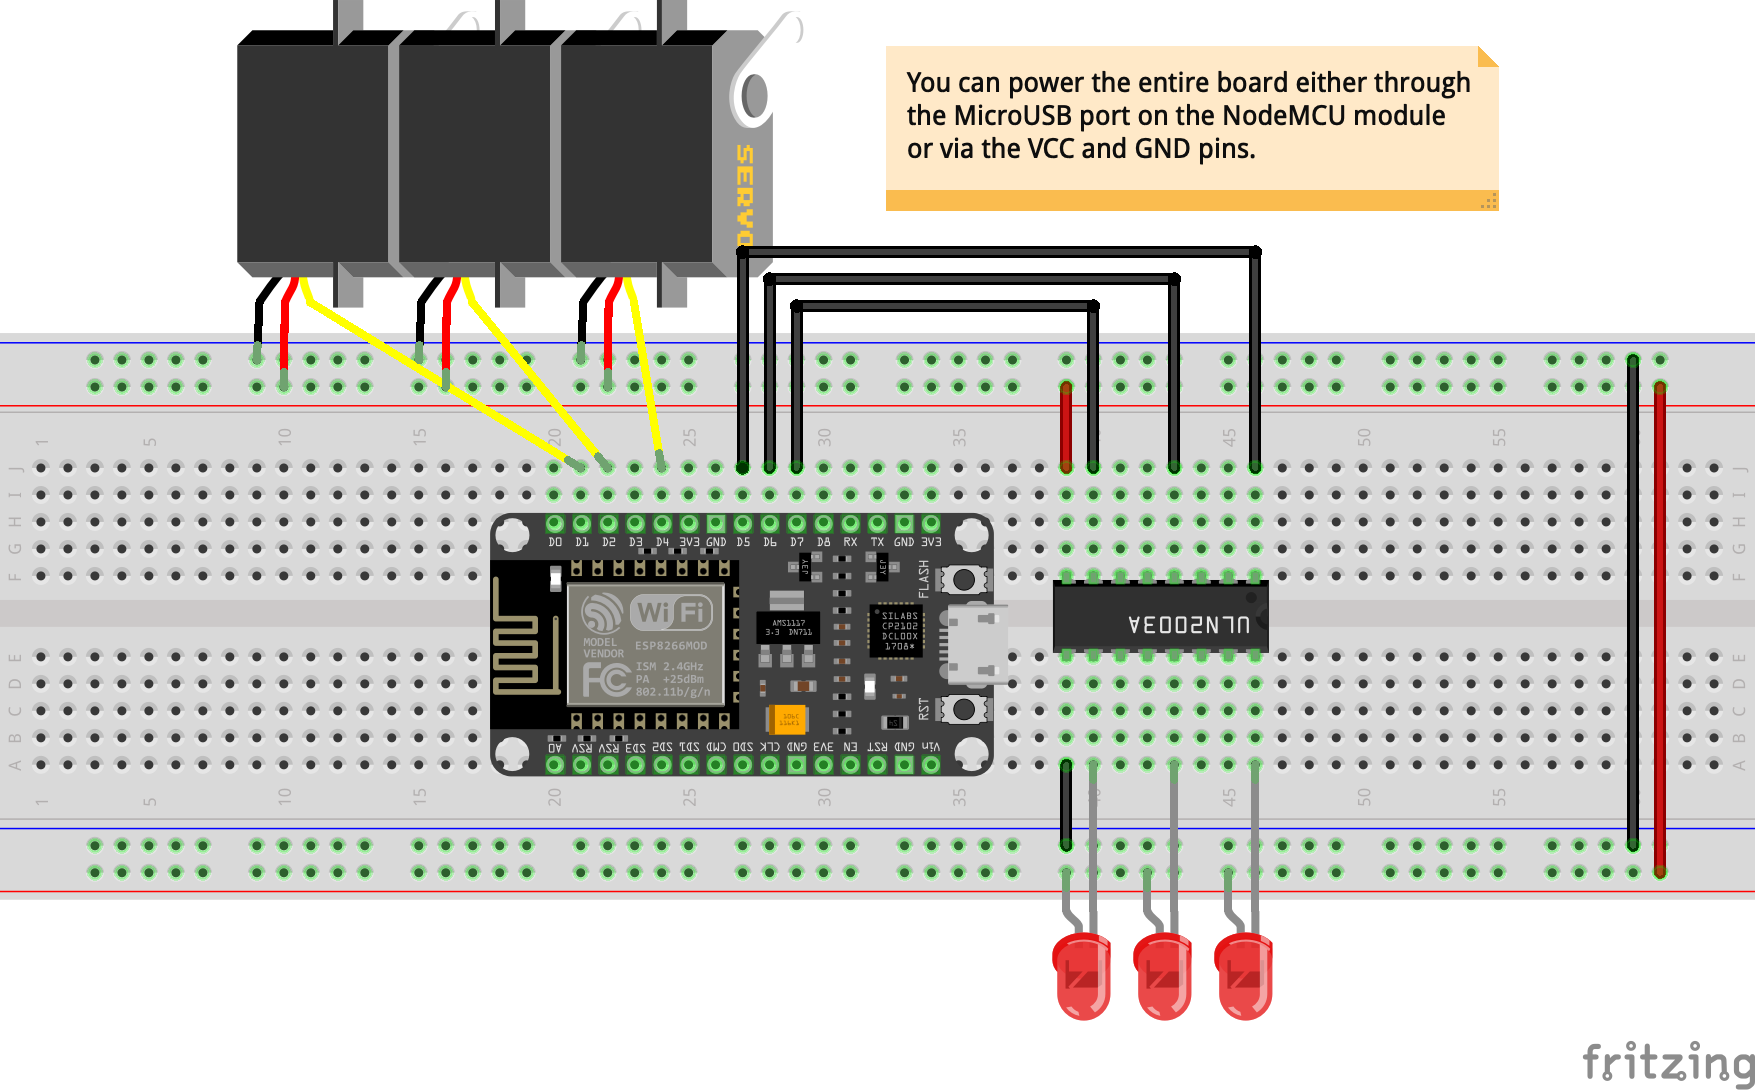 SERVO
You can power the entire board either through
the MicroUSB port on the NodeMCU module
or via the VCC and GND pins.
1 5 10 15 20 25 30 35 45 50 55
J J
I I
H H
G G
F F
D0 D1 D2 D3 D4 3V3 GND D5 D6 D7 D8 RX TX GND 3V3
J3Y J3Y
FLASH
WiFi
MODEL
VENDOR
ESP8266MOD
FC
ISM 2.4GHz
PA +25dBm
802.11b/g/n
AMS1117
3.3 DN711
SILABS
CP2102
DCL00X
1708*
ULN2003A
E E
D D
C C
B B
A A
RST
106C
A0 RSV RSV SD3 SD2 SD1 CMD SD0 CLK GND 3V3 EN RST GND Vin
1 5 10 15 20 25 30 35 40 45 50 55
fritzing